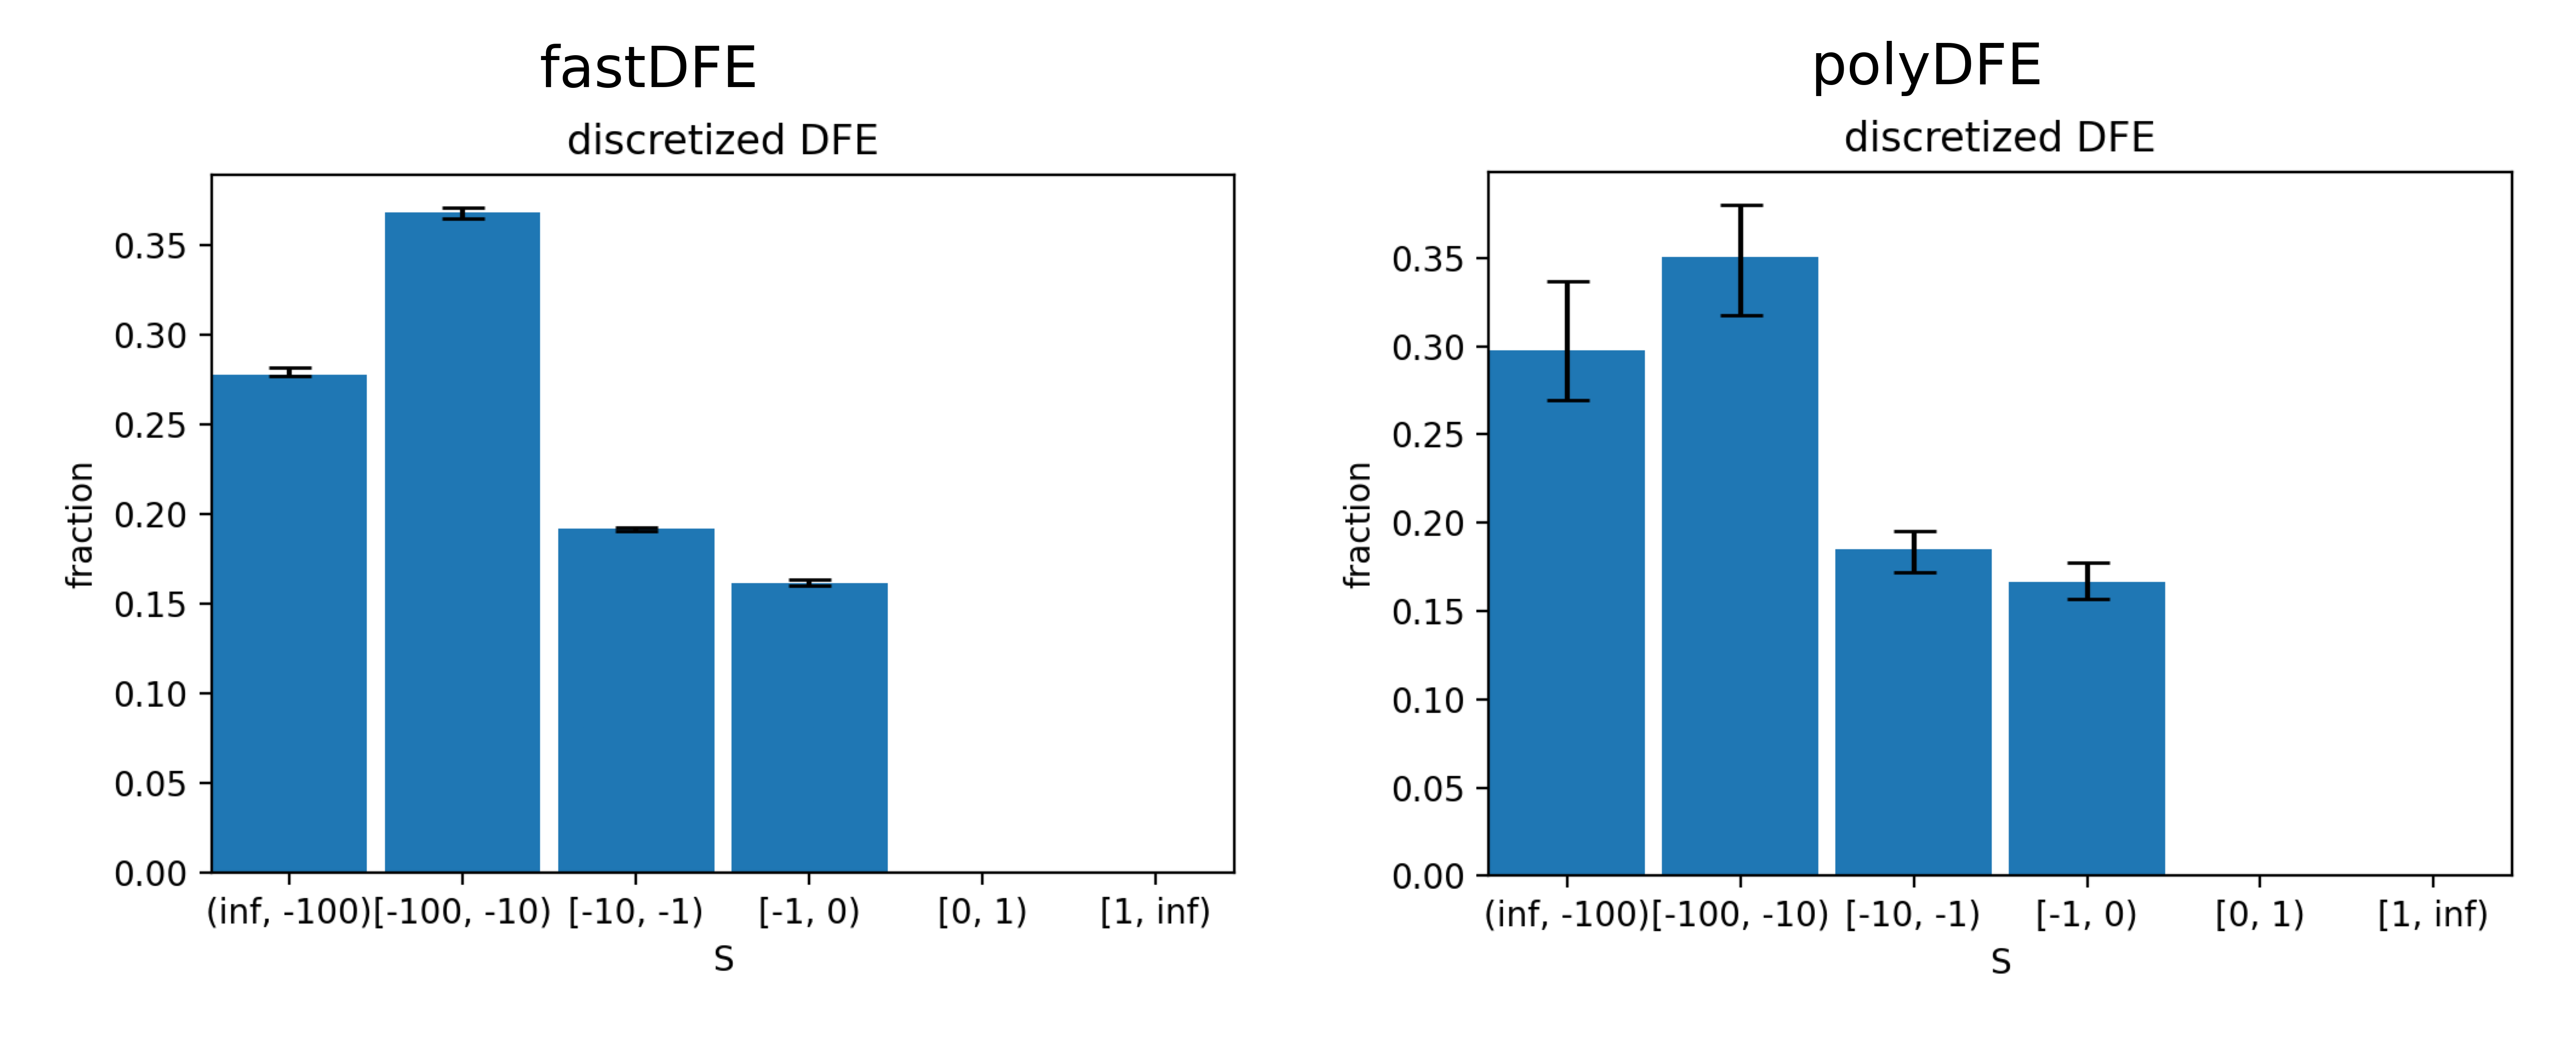 fastDFE
discretized DFE
0.35
0.30
0.25
0.20
0.15
0.10
0.05
0.00
fraction
(inf, -100) [-100, -10) [-10, -1) [-1, 0) [0, 1) [1, inf)
S
polyDFE
discretized DFE
0.35
0.30
0.25
0.20
0.15
0.10
0.05
0.00
fraction
(inf, -100) [-100, -10) [-10, -1) [-1, 0) [0, 1) [1, inf)
S